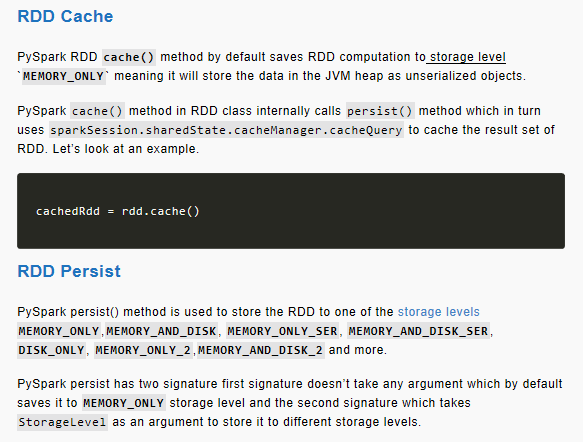 RDD Cache
PySpark RDD cache() method by default saves RDD computation to storage level
`MEMORY_ONLY` meaning it will store the data in the JVM heap as unserialized objects.
PySpark cache() method in RDD class internally calls persist() method which in turn
uses sparkSession.sharedState.cacheManager.cacheQuery to cache the result set of
RDD. Let's look at an example.
cachedRdd = rdd.cache()
RDD Persist
PySpark persist() method is used to store the RDD to one of the storage levels
MEMORY_ONLY,MEMORY_AND_DISK, MEMORY_ONLY_SER, MEMORY_AND_DISK_SER,
DISK_ONLY, MEMORY_ONLY_2,MEMORY_AND_DISK_2 and more.
PySpark persist has two signature first signature doesn't take any argument which by default
saves it to MEMORY_ONLY storage level and the second signature which takes
StorageLevel as an argument to store it to different storage levels.